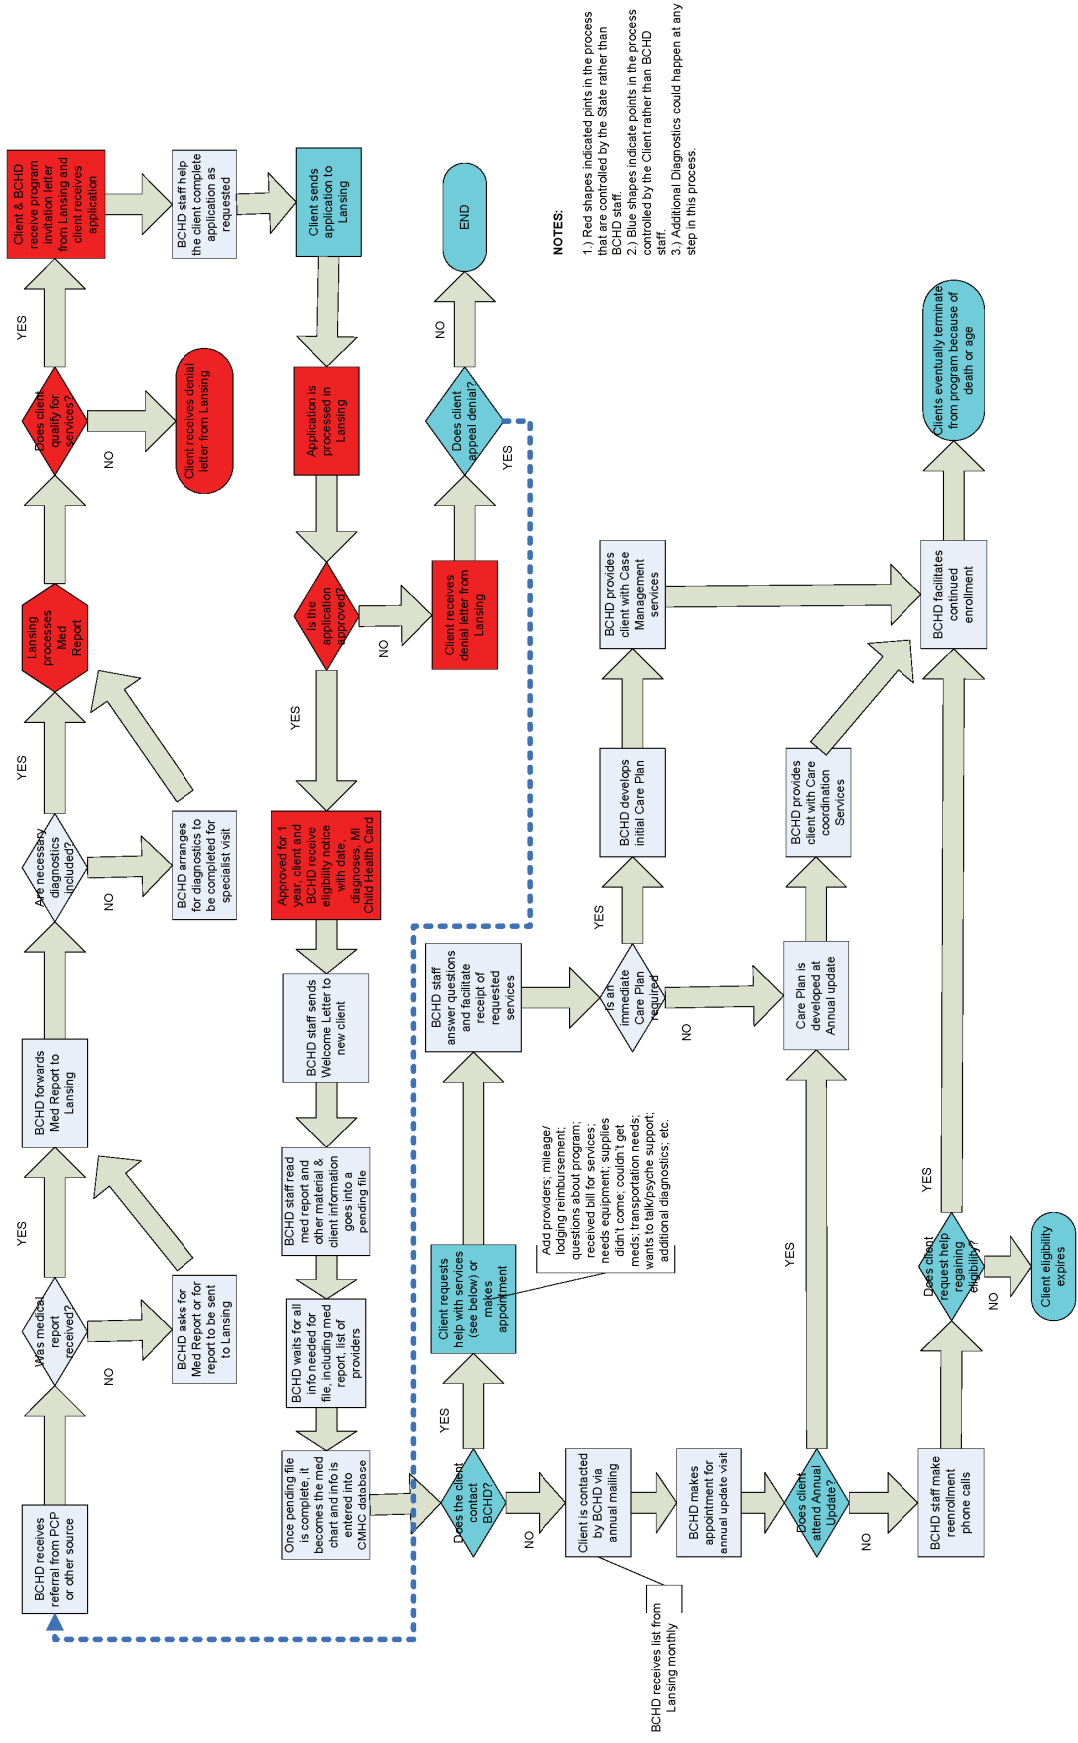 BCHD receives
referral from PCP
or other source
Was medical
report
received?
YES
NO
BCHD asks for
Med Report or for
report to be sent
to Lansing
BCHD forwards
Med Report to
Lansing
Are necessary
diagnostics
included?
YES
NO
BCHD arranges
for diagnostics to
be completed for
specialist visit
Lansing
processes
Med
Report
Does client
qualify for
services?
YES
NO
Client receives denial
letter from Lansing
Client & BCHD
receive program
invitation letter
from Lansing and
client receives
application
BCHD staff help
the client complete
application as
requested
Client sends
application to
Lansing
Application is
processed in
Lansing
Is the
application
approved?
NO
Client receives
denial letter from
Lansing
Does client
appeal denial?
NO
END
YES
YES
Approved for 1
year, client and
BCHD receive
eligibility notice
with date,
diagnoses, MI
Child Health Card
BCHD staff sends
Welcome Letter to
new client
BCHD staff read
med report and
other material &
client information
goes into a
pending file
BCHD waits for all
info needed for
file, including med
report, list of
providers
Once pending file
is complete, it
becomes the med
chart and info is
entered into
CMHC database
Does the client
contact
BCHD?
YES
Client requests
help with services
(see below) or
makes
appointment
Add providers; mileage/
lodging reimbursement;
questions about program;
received bill for services;
needs equipment; supplies
didn't come; couldn't get
meds; transportation needs;
wants to talk/psyche support;
additional diagnostics; etc.
BCHD staff
answer questions
and facilitate
receipt of
requested
services
Is an
immediate
Care Plan
required
YES
BCHD develops
initial Care Plan
BCHD provides
client with Case
Management
services
NO
Care Plan is
developed at
Annual update
BCHD provides
client with Care
coordination
Services
NO
Client is contacted
by BCHD via
annual mailing
BCHD receives list from
Lansing monthly
BCHD makes
appointment for
annual update visit
Does client
attend Annual
Update?
YES
NO
BCHD staff make
reenrollment
phone calls
Does client
request help
regaining
eligibility?
YES
NO
Client eligibility
expires
BCHD facilitates
continued
enrollment
Clients eventually terminate
from program because of
death or age
NOTES:
1.) Red shapes indicated pints in the process
that are controlled by the State rather than
BCHD staff.
2.) Blue shapes indicate points in the process
controlled by the Client rather than BCHD
staff.
3.) Additional Diagnostics could happen at any
step in this process.